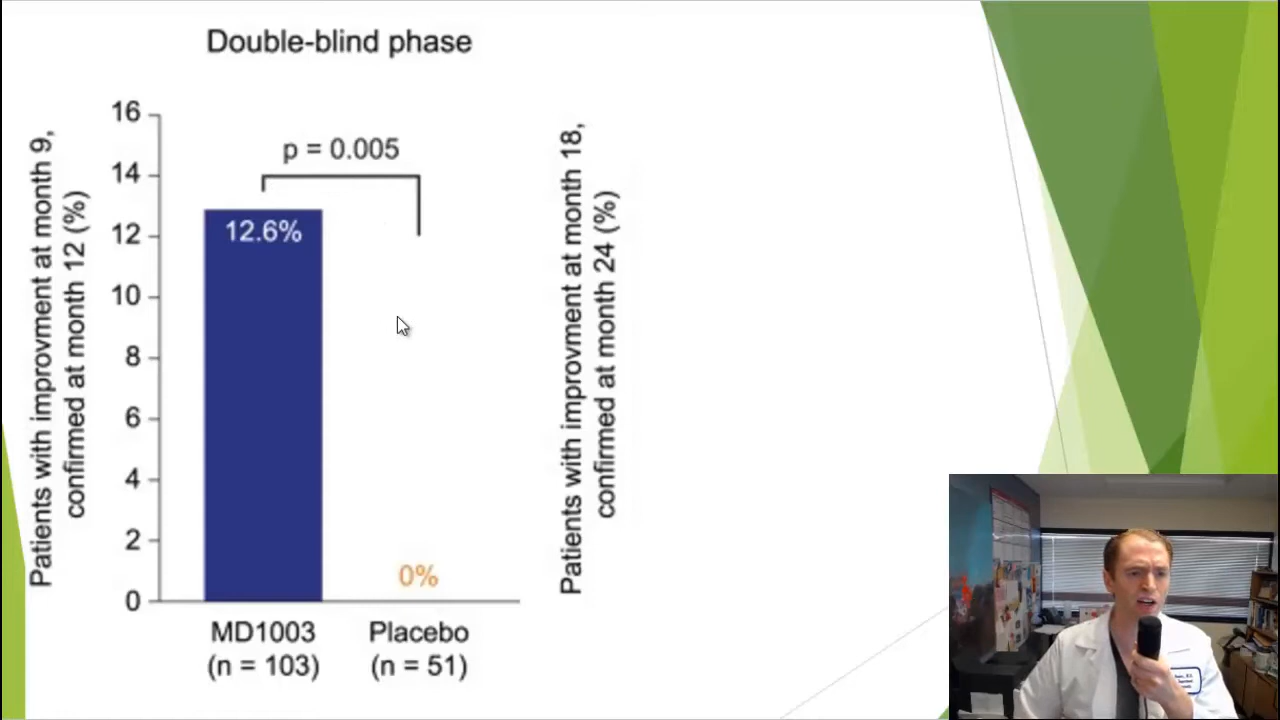 Double-blind phase
Patients with improvment at month 9,
confirmed at month 12 (%)
16
14
12
10
8
6
4
2
0
p = 0.005
12.6%
0%
MD1003
(n = 103)
Placebo
(n = 51)
Patients with improvment at month 18,
confirmed at month 24 (%)